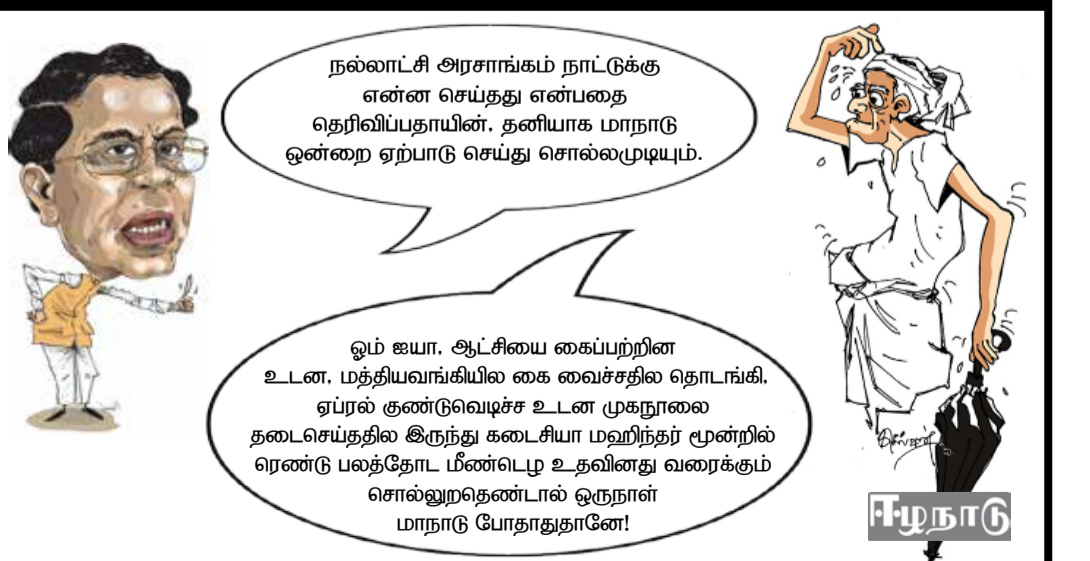 நல்லாட்சி அரசாங்கம் நாட்டுக்கு
என்ன செய்தது என்பதை
தெரிவிப்பதாயின், தனியாக மாநாடு
ஒன்றை ஏற்பாடு செய்து சொல்லமுடியும்.
ஓம் ஐயா, ஆட்சியை கைப்பற்றின
உடன, மத்தியவங்கியில கை வைச்சதில தொடங்கி,
ஏப்ரல் குண்டுவெடிச்ச உடன முகநூலை
தடைசெய்ததில இருந்து கடைசியா மஹிந்தர் மூன்றில்
ரெண்டு பலத்தோட மீண்டெழ உதவினது வரைக்கும்
சொல்லுறதெண்டால் ஒருநாள்
மாநாடு போதாதுதானே!
ஈழநாடு